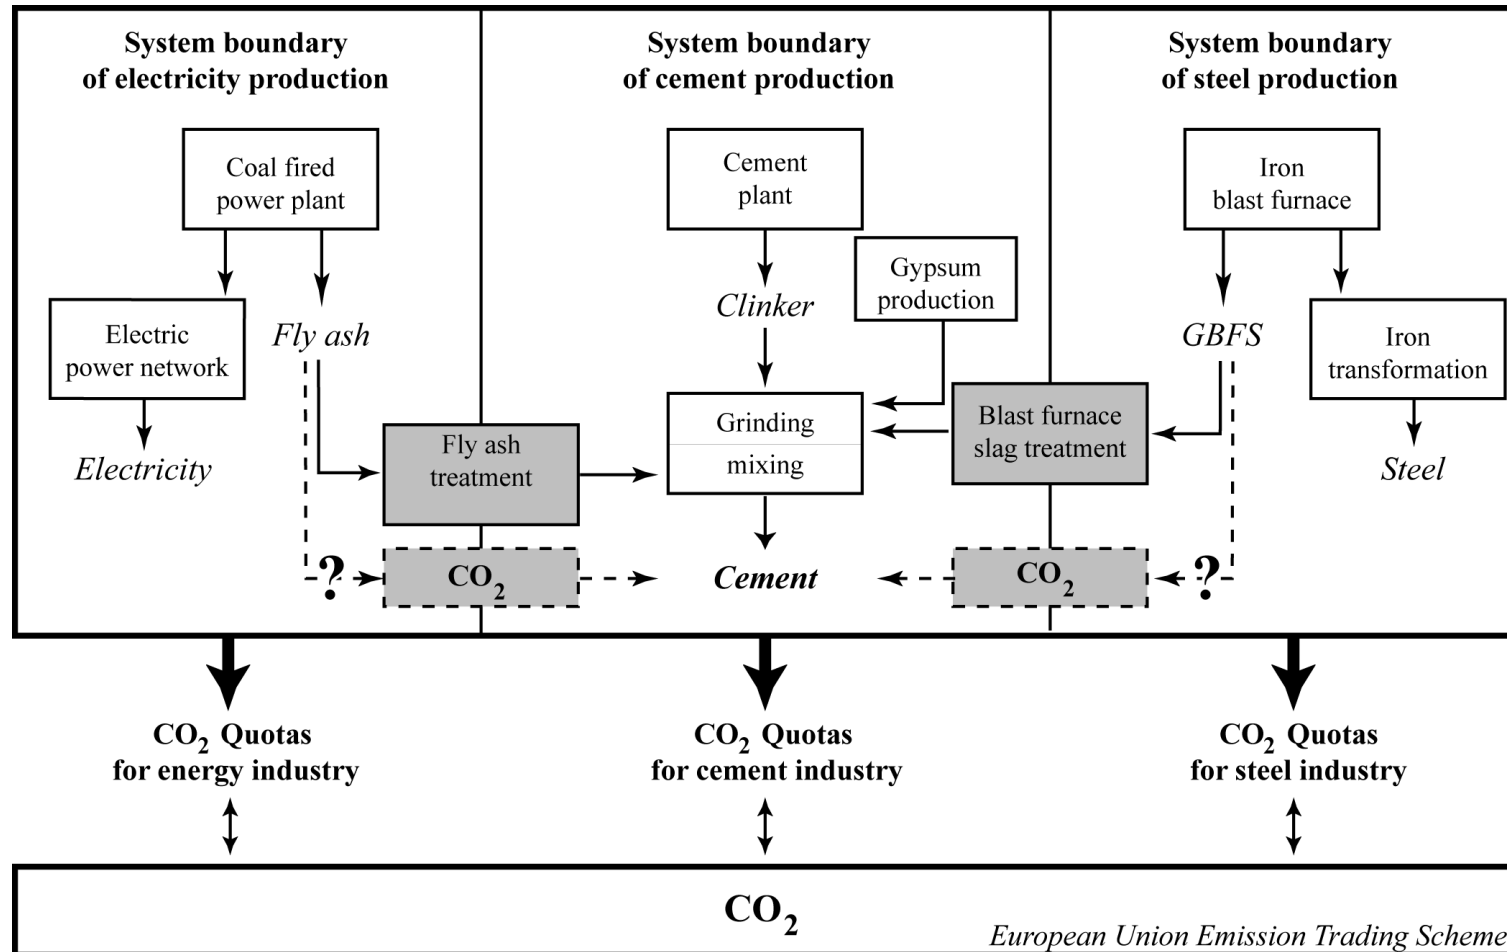 System boundary
of electricity production
System boundary
of cement production
System boundary
of steel production
Coal fired
power plant
Cement
plant
Iron
blast furnace
Gypsum
production
Electric
power network
Fly ash
Clinker
GBFS
Iron
transformation
Electricity
Fly ash
treatment
Grinding
mixing
Blast furnace
slag treatment
Steel
?
CO2
Cement
CO2
?
CO2 Quotas
for energy industry
CO2 Quotas
for cement industry
CO2 Quotas
for steel industry
CO2
European Union Emission Trading Scheme